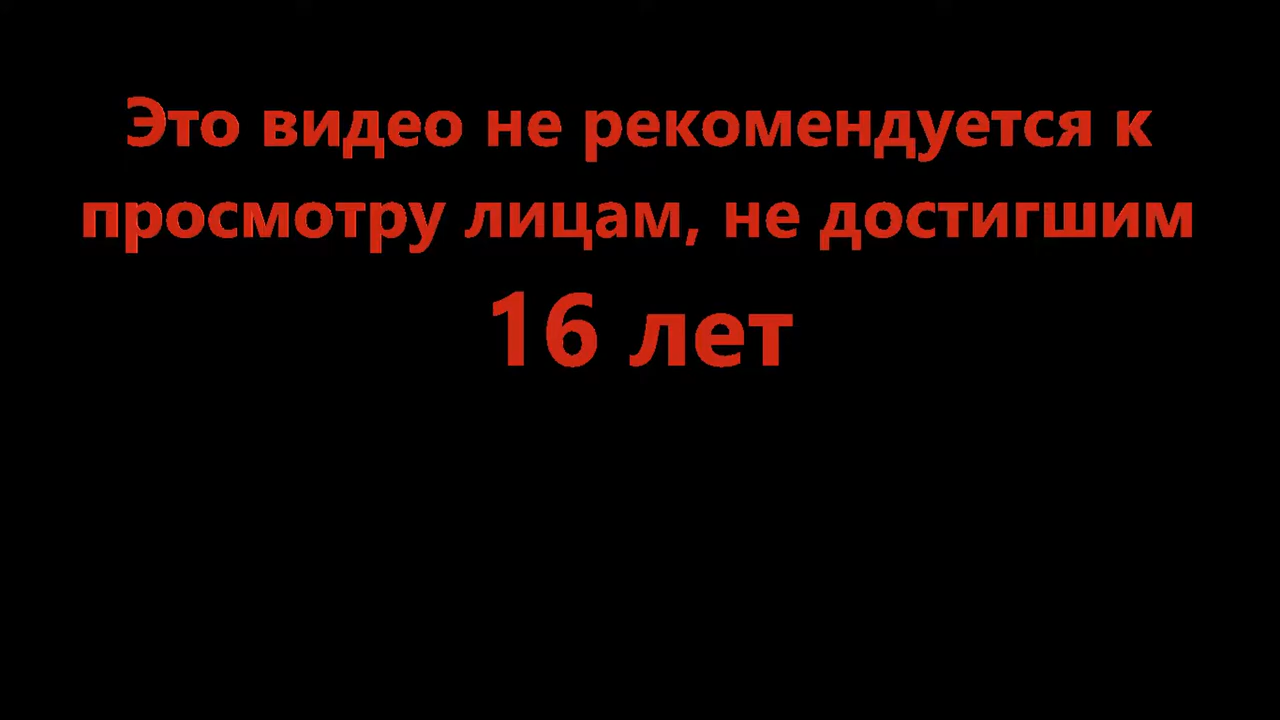 Это видео не рекомендуется к
просмотру лицам, не достигшим
16 лет